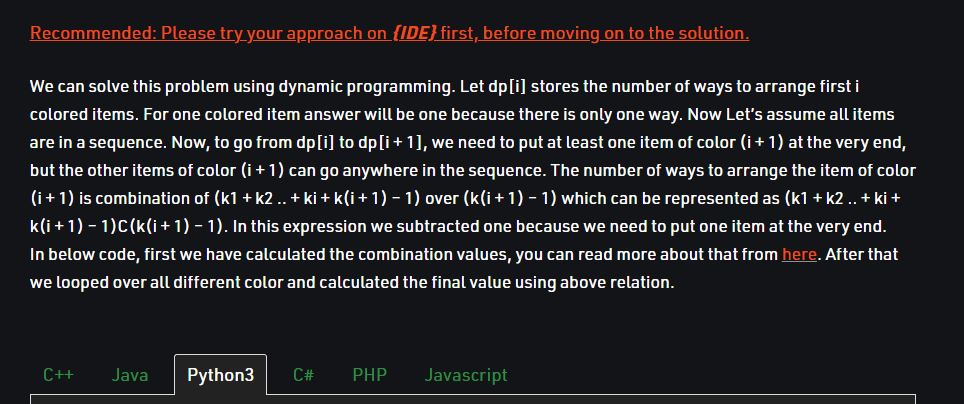 Recommended: Please try your approach on {IDE} first, before moving on to the solution.
We can solve this problem using dynamic programming. Let dp[i] stores the number of ways to arrange first i
colored items. For one colored item answer will be one because there is only one way. Now Let’s assume all items
are in a sequence. Now, to go from dp[i] to dp[i + 1], we need to put at least one item of color (i + 1) at the very end,
but the other items of color (i + 1) can go anywhere in the sequence. The number of ways to arrange the item of color
(i + 1) is combination of (k1 + k2 .. + ki + k(i + 1) – 1) over (k(i + 1) – 1) which can be represented as (k1 + k2 .. + ki +
k(i + 1) – 1)C(k(i + 1) – 1). In this expression we subtracted one because we need to put one item at the very end.
In below code, first we have calculated the combination values, you can read more about that from here. After that
we looped over all different color and calculated the final value using above relation.
C++ Java Python3 C# PHP Javascript